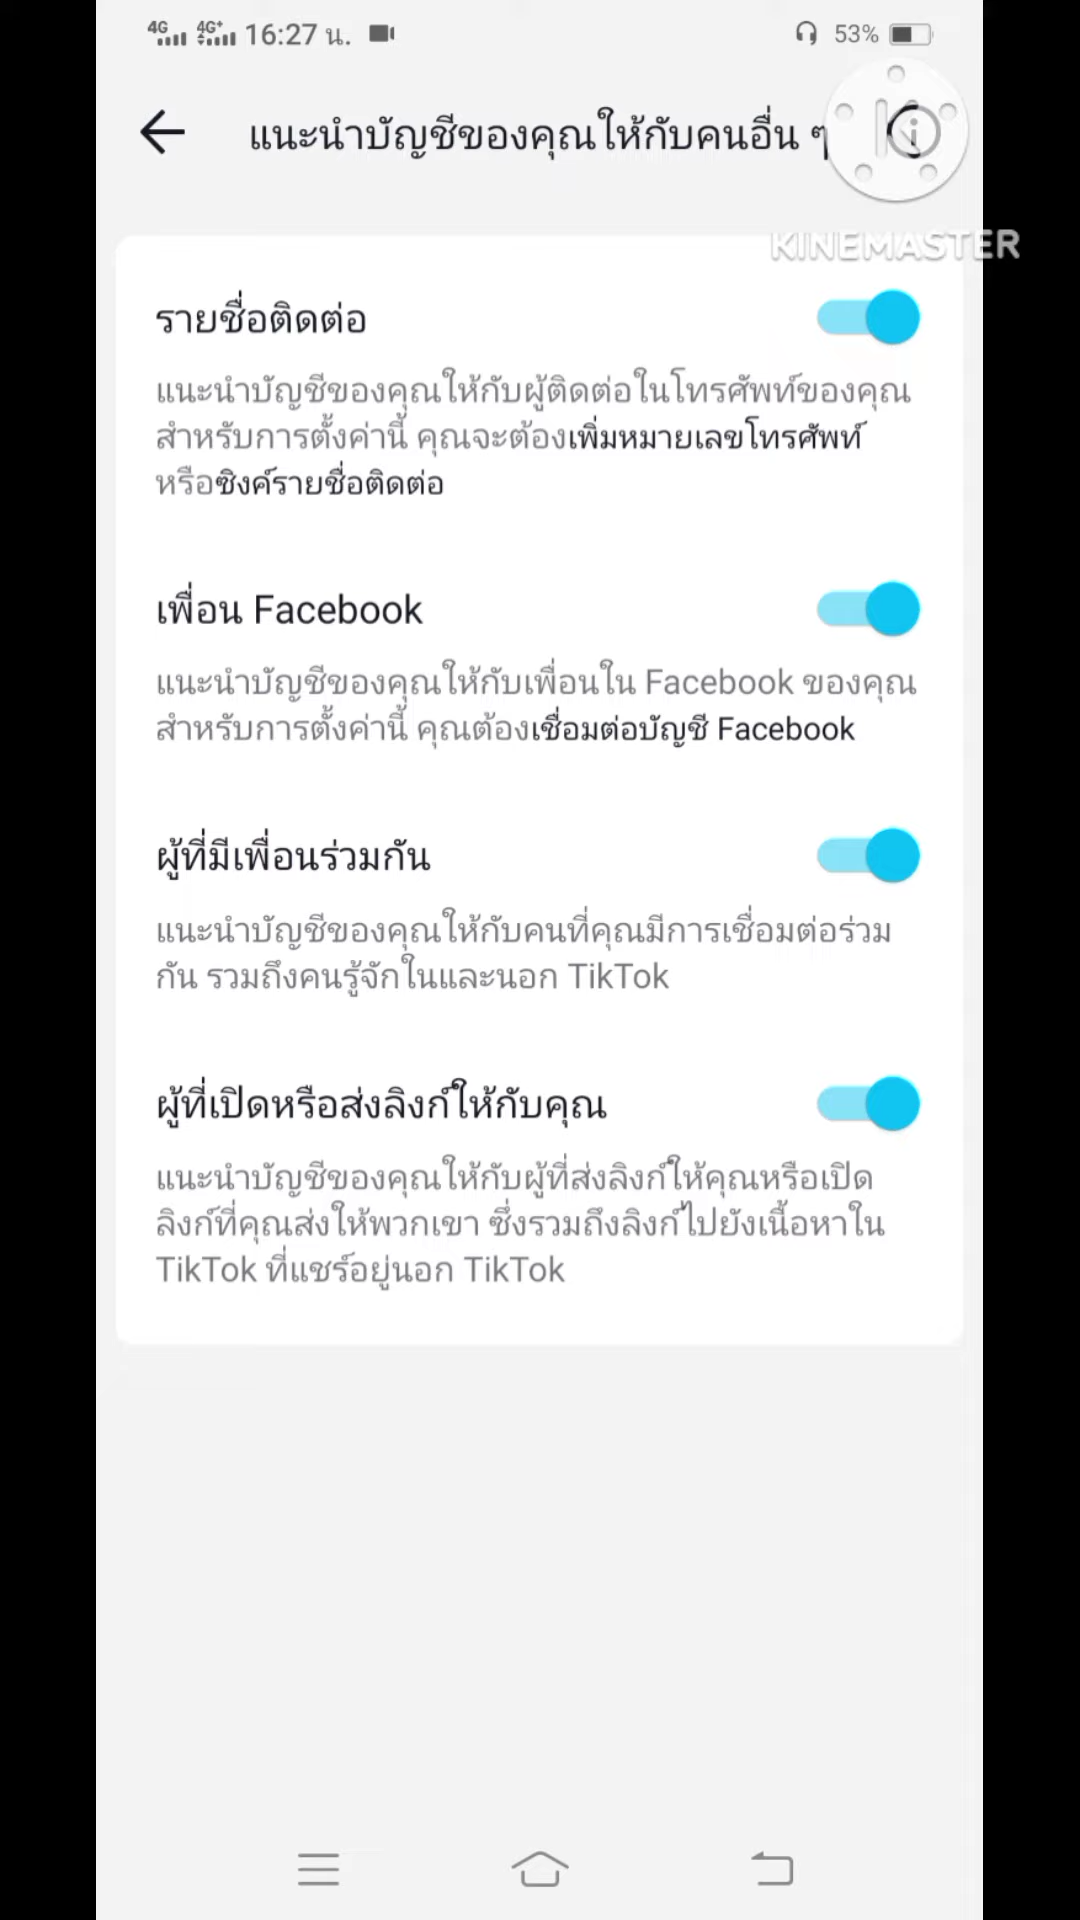 4G 4G+ 16:27 น. 53%
แนะนำบัญชีของคุณให้กับคนอื่น ๆ
KINEMASTER
รายชื่อติดต่อ
แนะนำบัญชีของคุณให้กับผู้ติดต่อในโทรศัพท์ของคุณ
สำหรับการตั้งค่านี้ คุณจะต้องเพิ่มหมายเลขโทรศัพท์
หรือซิงค์รายชื่อติดต่อ
เพื่อน Facebook
แนะนำบัญชีของคุณให้กับเพื่อนใน Facebook ของคุณ
สำหรับการตั้งค่านี้ คุณต้องเชื่อมต่อบัญชี Facebook
ผู้ที่มีเพื่อนร่วมกัน
แนะนำบัญชีของคุณให้กับคนที่คุณมีการเชื่อมต่อร่วม
กัน รวมถึงคนรู้จักในและนอก TikTok
ผู้ที่เปิดหรือส่งลิงก์ให้กับคุณ
แนะนำบัญชีของคุณให้กับผู้ที่ส่งลิงก์ให้คุณหรือเปิด
ลิงก์ที่คุณส่งให้พวกเขา ซึ่งรวมถึงลิงก์ไปยังเนื้อหาใน
TikTok ที่แชร์อยู่นอก TikTok